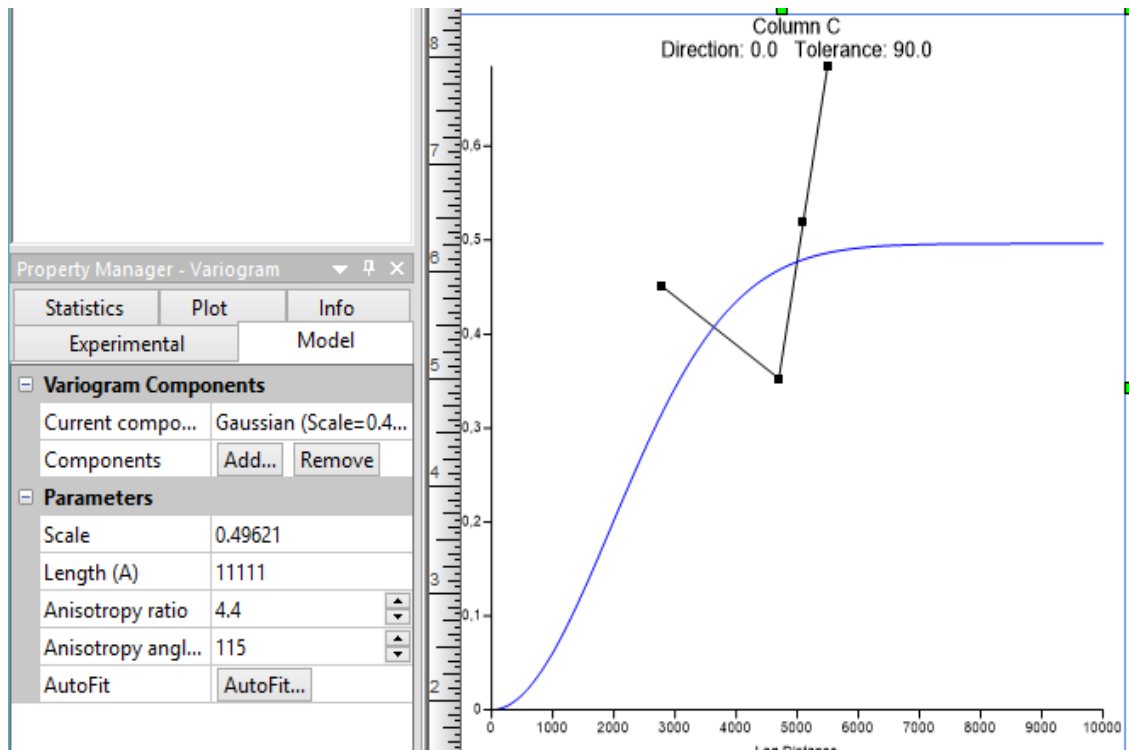 Property Manager - Variogram
Statistics Plot Info
Experimental Model
Variogram Components
Current compo... Gaussian (Scale=0.4...
Components Add... Remove
Parameters
Scale 0.49621
Length (A) 11111
Anisotropy ratio 4.4
Anisotropy angl... 115
AutoFit AutoFit...
8
7
6
5
4
3
2
Column C
Direction: 0.0 Tolerance: 90.0
0,6
0,5
0,4
0,3
0,2
0,1
0
0 1000 2000 3000 4000 5000 6000 7000 8000 9000 10000
Lag Distance